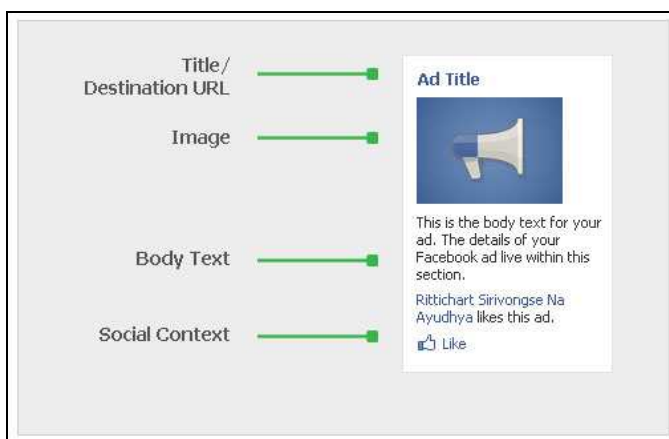 Title/
Destination URL
Image
Body Text
Social Context
Ad Title
This is the body text for your
ad. The details of your
Facebook ad live within this
section.
Rittichart Sirivongse Na
Ayudhya likes this ad.
Like